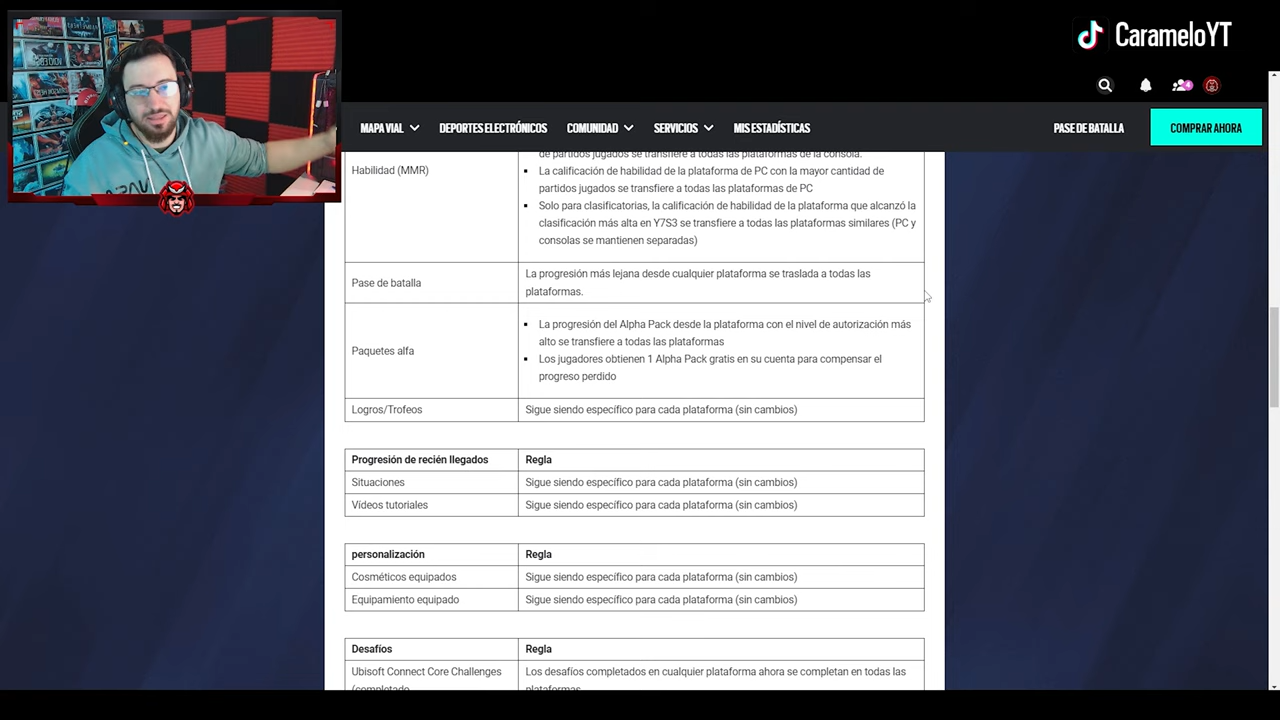 CarameloYT
4
MAPA VIAL
DEPORTES ELECTRÓNICOS
COMUNIDAD
SERVICIOS
MIS ESTADÍSTICAS
PASE DE BATALLA
COMPRAR AHORA
de partidos jugados se transfiere a todas las plataformas de la consola.
Habilidad (MMR)
▪ La calificación de habilidad de la plataforma de PC con la mayor cantidad de
partidos jugados se transfiere a todas las plataformas de PC
▪ Solo para clasificatorias, la calificación de habilidad de la plataforma que alcanzó la
clasificación más alta en Y7S3 se transfiere a todas las plataformas similares (PC y
consolas se mantienen separadas)
Pase de batalla
La progresión más lejana desde cualquier plataforma se traslada a todas las
plataformas.
Paquetes alfa
▪ La progresión del Alpha Pack desde la plataforma con el nivel de autorización más
alto se transfiere a todas las plataformas
▪ Los jugadores obtienen 1 Alpha Pack gratis en su cuenta para compensar el
progreso perdido
Logros/Trofeos
Sigue siendo específico para cada plataforma (sin cambios)
Progresión de recién llegados
Regla
Situaciones
Sigue siendo específico para cada plataforma (sin cambios)
Vídeos tutoriales
Sigue siendo específico para cada plataforma (sin cambios)
personalización
Regla
Cosméticos equipados
Sigue siendo específico para cada plataforma (sin cambios)
Equipamiento equipado
Sigue siendo específico para cada plataforma (sin cambios)
Desafíos
Regla
Ubisoft Connect Core Challenges
(completado
Los desafíos completados en cualquier plataforma ahora se completan en todas las
plataformas